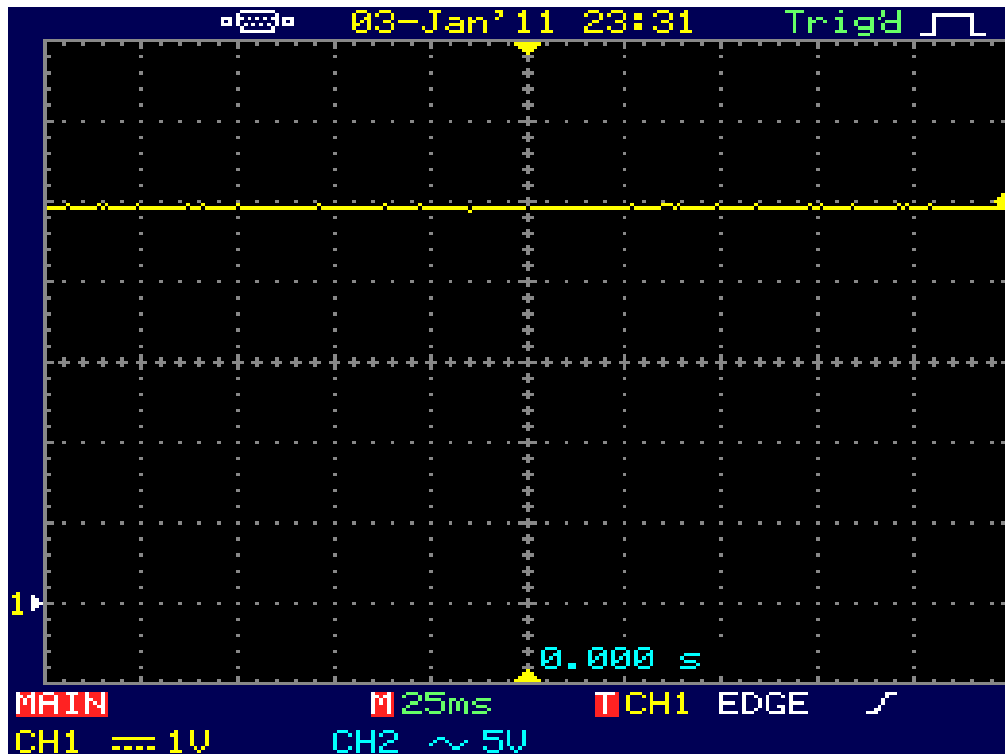 03-Jan'11 23:31 Trig'd
1
0.000 s
MAIN M 25ms T CH1 EDGE
CH1 1V CH2 5V